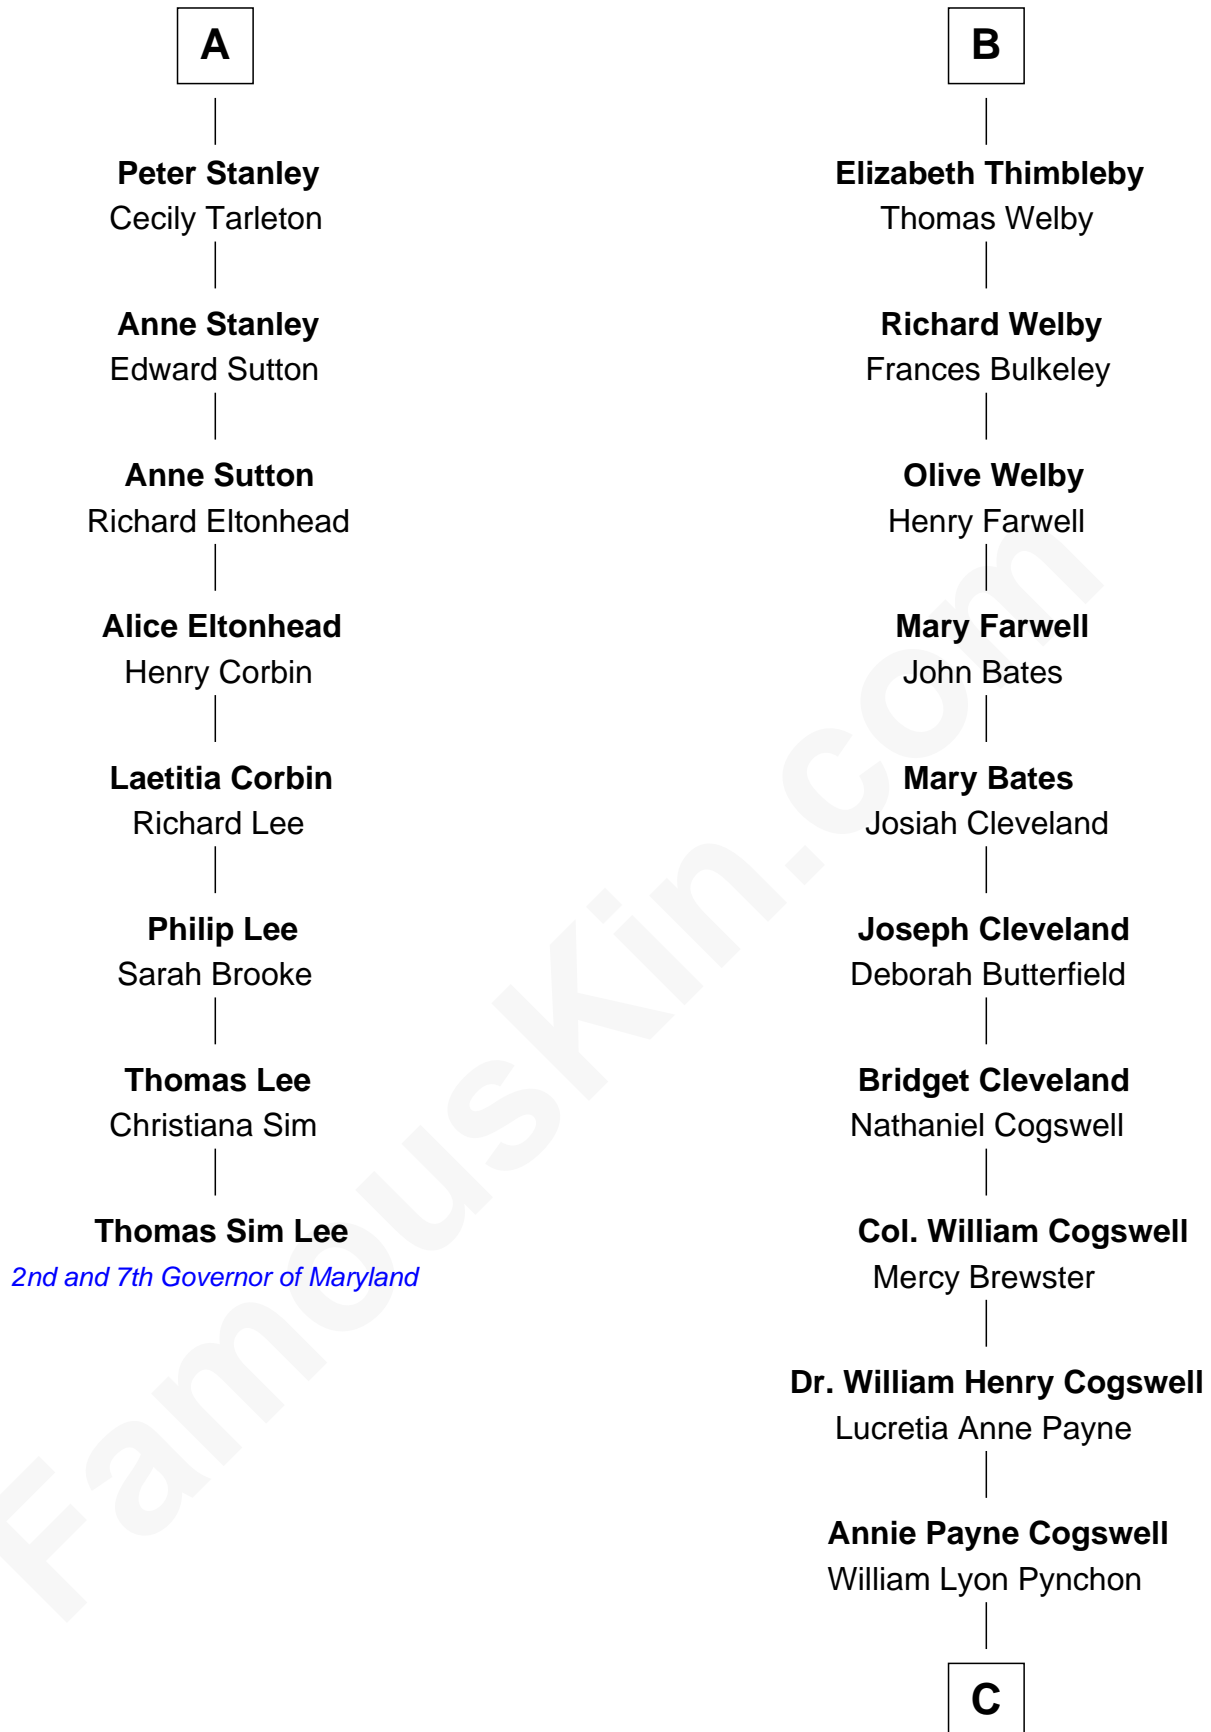 A
Peter Stanley
Cecily Tarleton
Anne Stanley
Edward Sutton
Anne Sutton
Richard Eltonhead
Alice Eltonhead
Henry Corbin
Laetitia Corbin
Richard Lee
Philip Lee
Sarah Brooke
Thomas Lee
Christiana Sim
Thomas Sim Lee
2nd and 7th Governor of Maryland
B
Elizabeth Thimbleby
Thomas Welby
Richard Welby
Frances Bulkeley
Olive Welby
Henry Farwell
Mary Farwell
John Bates
Mary Bates
Josiah Cleveland
Joseph Cleveland
Deborah Butterfield
Bridget Cleveland
Nathaniel Cogswell
Col. William Cogswell
Mercy Brewster
Dr. William Henry Cogswell
Lucretia Anne Payne
Annie Payne Cogswell
William Lyon Pynchon
C
FamousKin.com